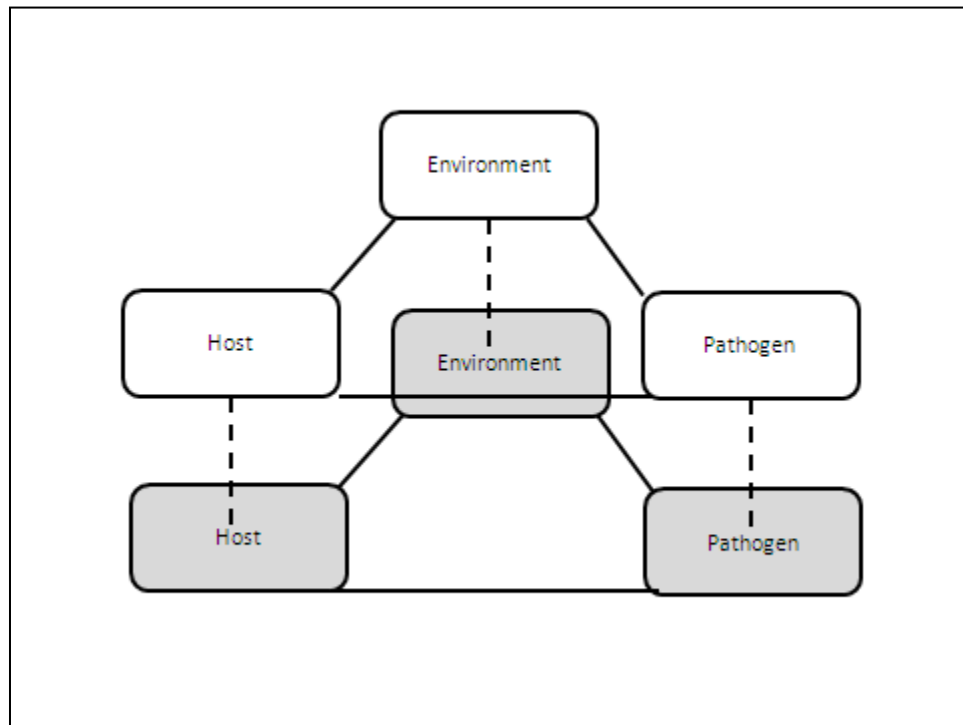 Environment
Host
Pathogen
Environment
Host
Pathogen